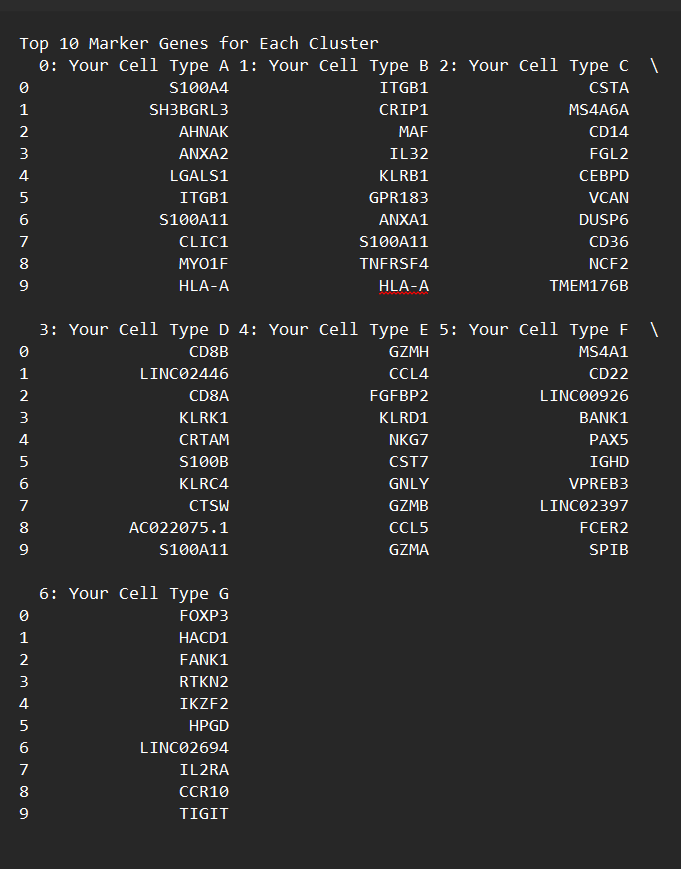 Top 10 Marker Genes for Each Cluster
0: Your Cell Type A 1: Your Cell Type B 2: Your Cell Type C \
0 S100A4 ITGB1 CSTA
1 SH3BGRL3 CRIP1 MS4A6A
2 AHNAK MAF CD14
3 ANXA2 IL32 FGL2
4 LGALS1 KLRB1 CEBPD
5 ITGB1 GPR183 VCAN
6 S100A11 ANXA1 DUSP6
7 CLIC1 S100A11 CD36
8 MYO1F TNFRSF4 NCF2
9 HLA-A HLA-A TMEM176B
3: Your Cell Type D 4: Your Cell Type E 5: Your Cell Type F \
0 CD8B GZMH MS4A1
1 LINC02446 CCL4 CD22
2 CD8A FGFBP2 LINC00926
3 KLRK1 KLRD1 BANK1
4 CRTAM NKG7 PAX5
5 S100B CST7 IGHD
6 KLRC4 GNLY VPREB3
7 CTSW GZMB LINC02397
8 AC022075.1 CCL5 FCER2
9 S100A11 GZMA SPIB
6: Your Cell Type G
0 FOXP3
1 HACD1
2 FANK1
3 RTKN2
4 IKZF2
5 HPGD
6 LINC02694
7 IL2RA
8 CCR10
9 TIGIT